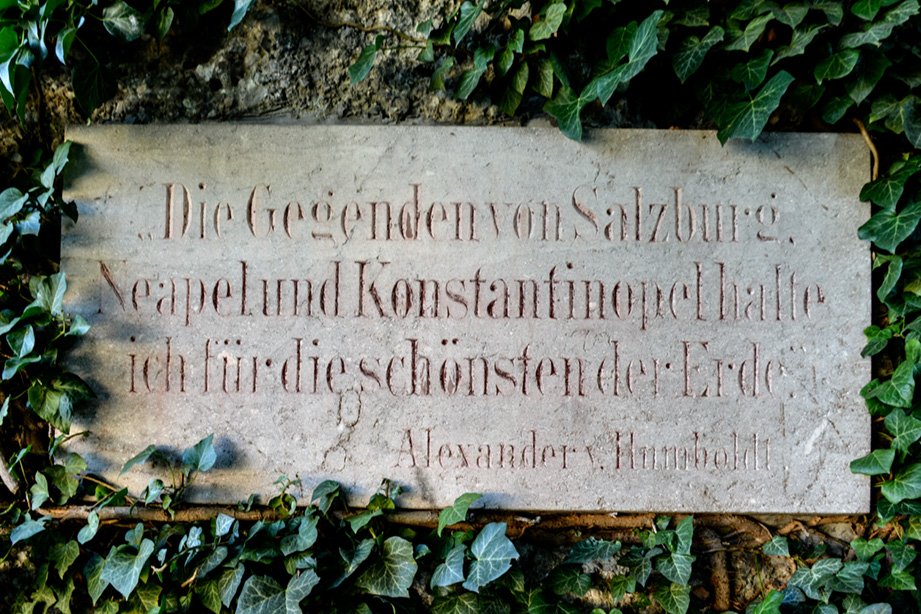 „Die Gegenden von Salzburg,
Neapel und Konstantinopel halte
ich für die schönsten der Erde.“
Alexander v. Humboldt